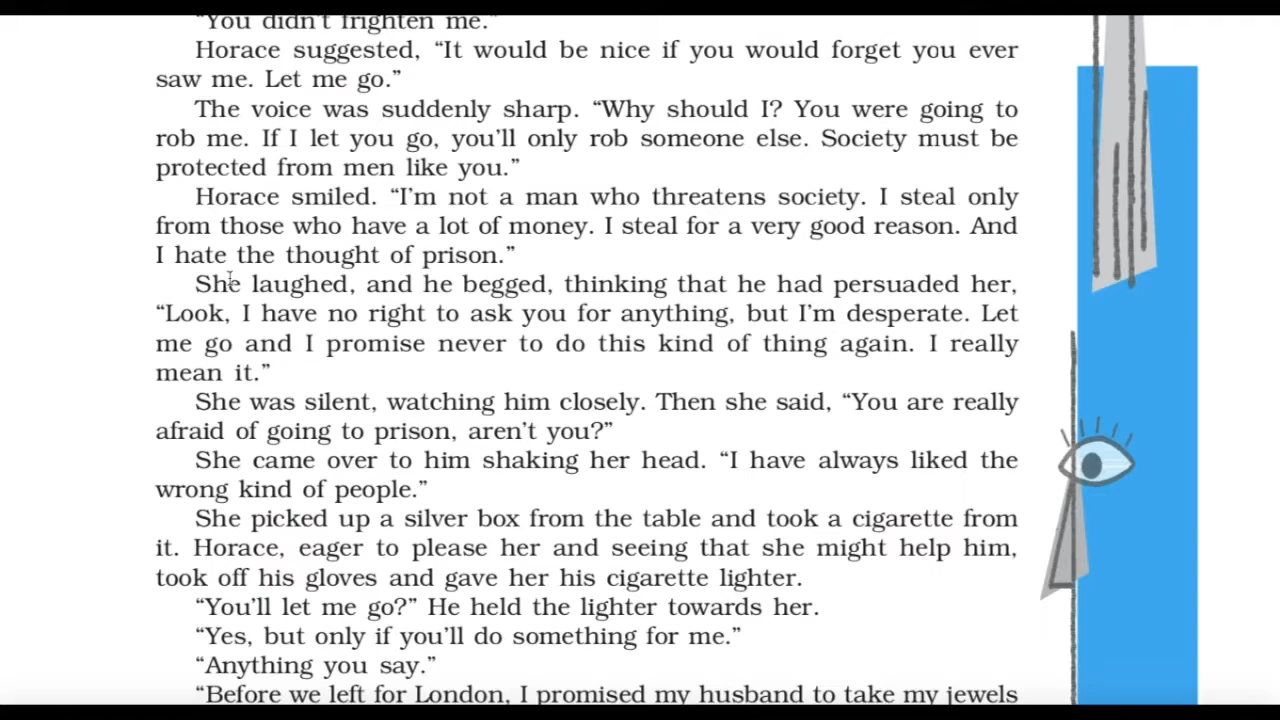 “You didn’t frighten me.”
Horace suggested, “It would be nice if you would forget you ever
saw me. Let me go.”
The voice was suddenly sharp. “Why should I? You were going to
rob me. If I let you go, you’ll only rob someone else. Society must be
protected from men like you.”
Horace smiled. “I’m not a man who threatens society. I steal only
from those who have a lot of money. I steal for a very good reason. And
I hate the thought of prison.”
She laughed, and he begged, thinking that he had persuaded her,
“Look, I have no right to ask you for anything, but I’m desperate. Let
me go and I promise never to do this kind of thing again. I really
mean it.”
She was silent, watching him closely. Then she said, “You are really
afraid of going to prison, aren’t you?”
She came over to him shaking her head. “I have always liked the
wrong kind of people.”
She picked up a silver box from the table and took a cigarette from
it. Horace, eager to please her and seeing that she might help him,
took off his gloves and gave her his cigarette lighter.
“You’ll let me go?” He held the lighter towards her.
“Yes, but only if you’ll do something for me.”
“Anything you say.”
“Before we left for London, I promised my husband to take my jewels